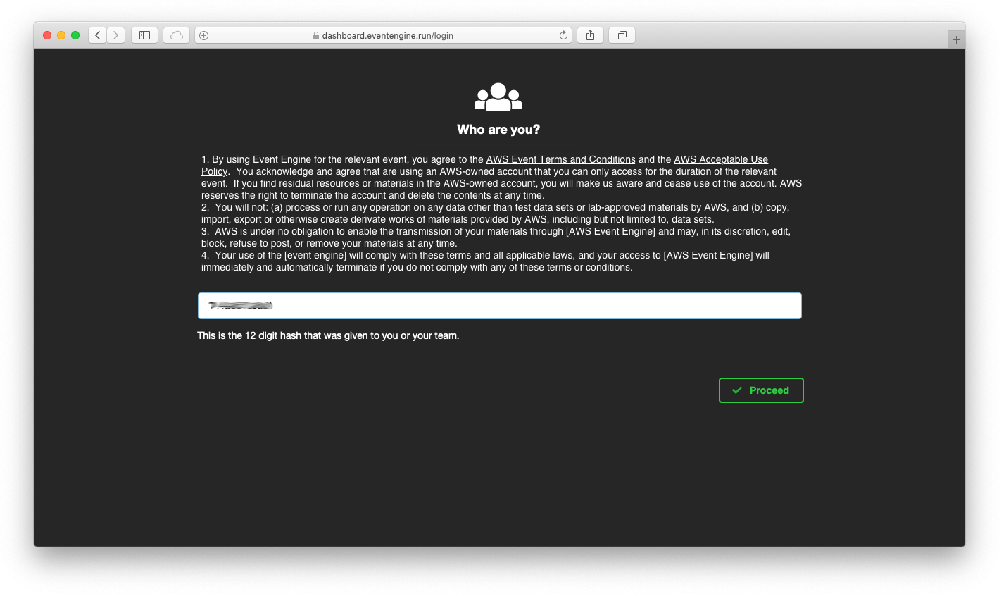 dashboard.eventengine.run/login
Who are you?
1. By using Event Engine for the relevant event, you agree to the AWS Event Terms and Conditions and the AWS Acceptable Use
Policy.  You acknowledge and agree that are using an AWS-owned account that you can only access for the duration of the relevant
event.  If you find residual resources or materials in the AWS-owned account, you will make us aware and cease use of the account. AWS
reserves the right to terminate the account and delete the contents at any time.
2.  You will not: (a) process or run any operation on any data other than test data sets or lab-approved materials by AWS, and (b) copy,
import, export or otherwise create derivate works of materials provided by AWS, including but not limited to, data sets.
3.  AWS is under no obligation to enable the transmission of your materials through [AWS Event Engine] and may, in its discretion, edit,
block, refuse to post, or remove your materials at any time.
4.  Your use of the [event engine] will comply with these terms and all applicable laws, and your access to [AWS Event Engine] will
immediately and automatically terminate if you do not comply with any of these terms or conditions.
This is the 12 digit hash that was given to you or your team.
Proceed